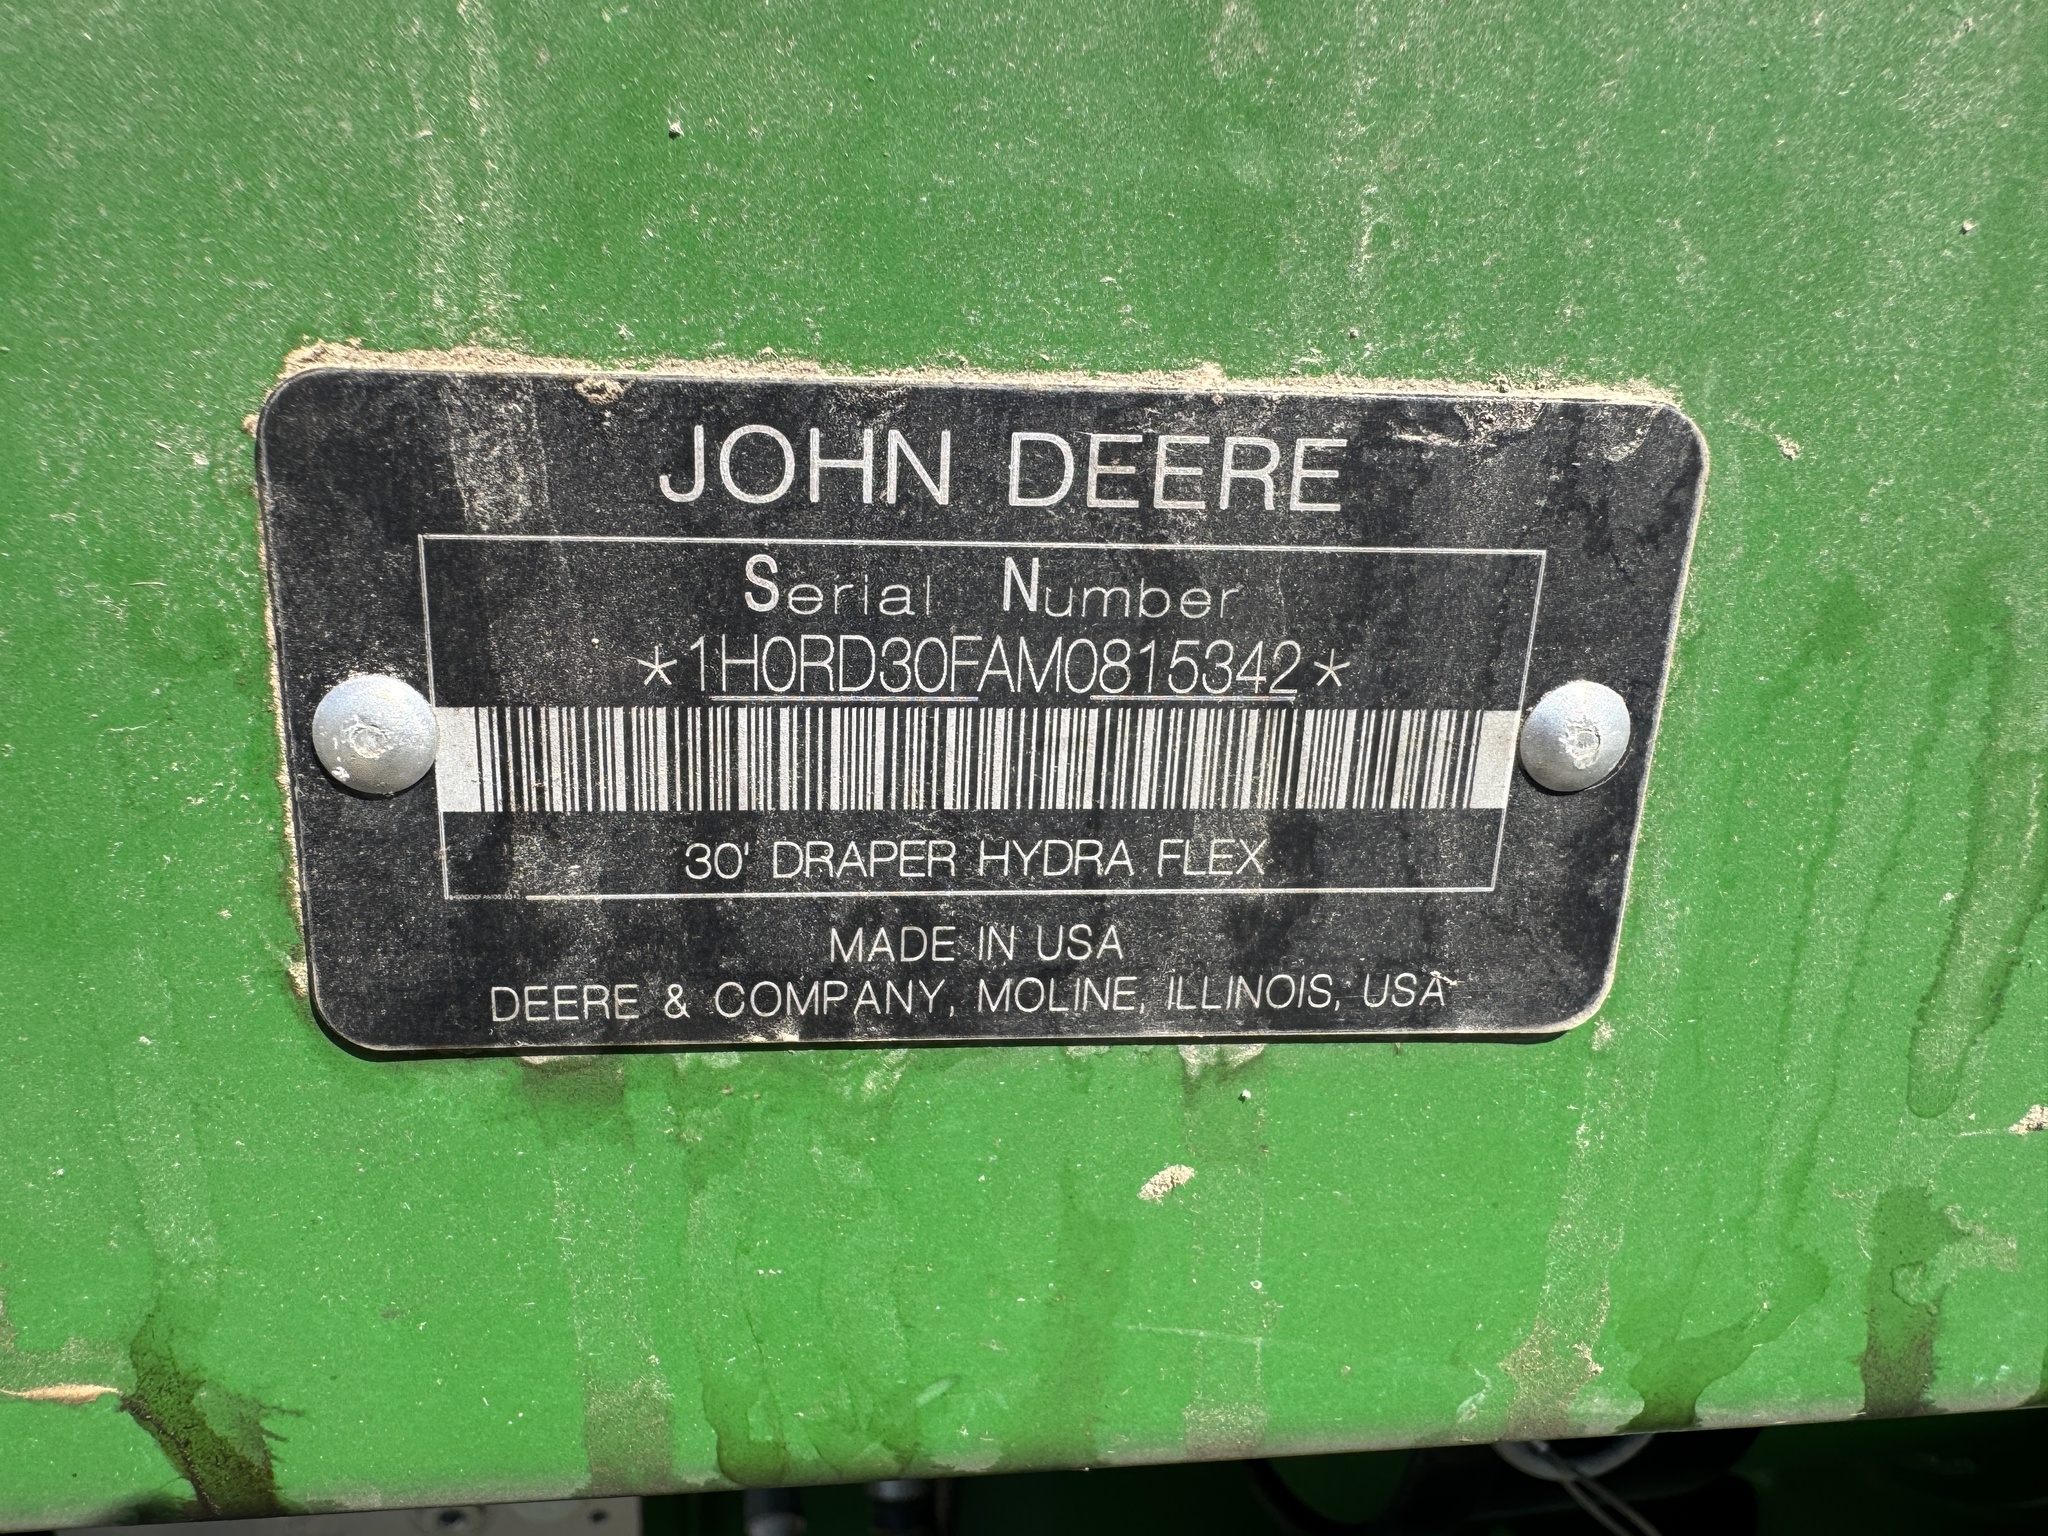 JOHN DEERE
Serial Number
*1H0RD30FAM0815342*
30' DRAPER HYDRA FLEX
MADE IN USA
DEERE & COMPANY, MOLINE, ILLINOIS, USA